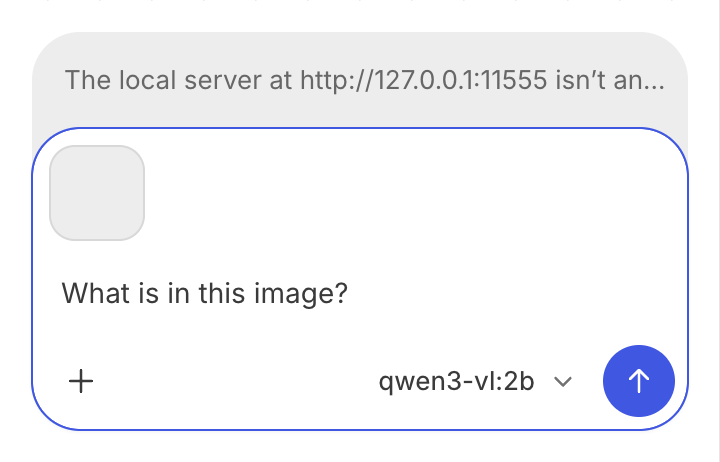 The local server at http://127.0.0.1:11555 isn’t an...
What is in this image?
qwen3-vl:2b